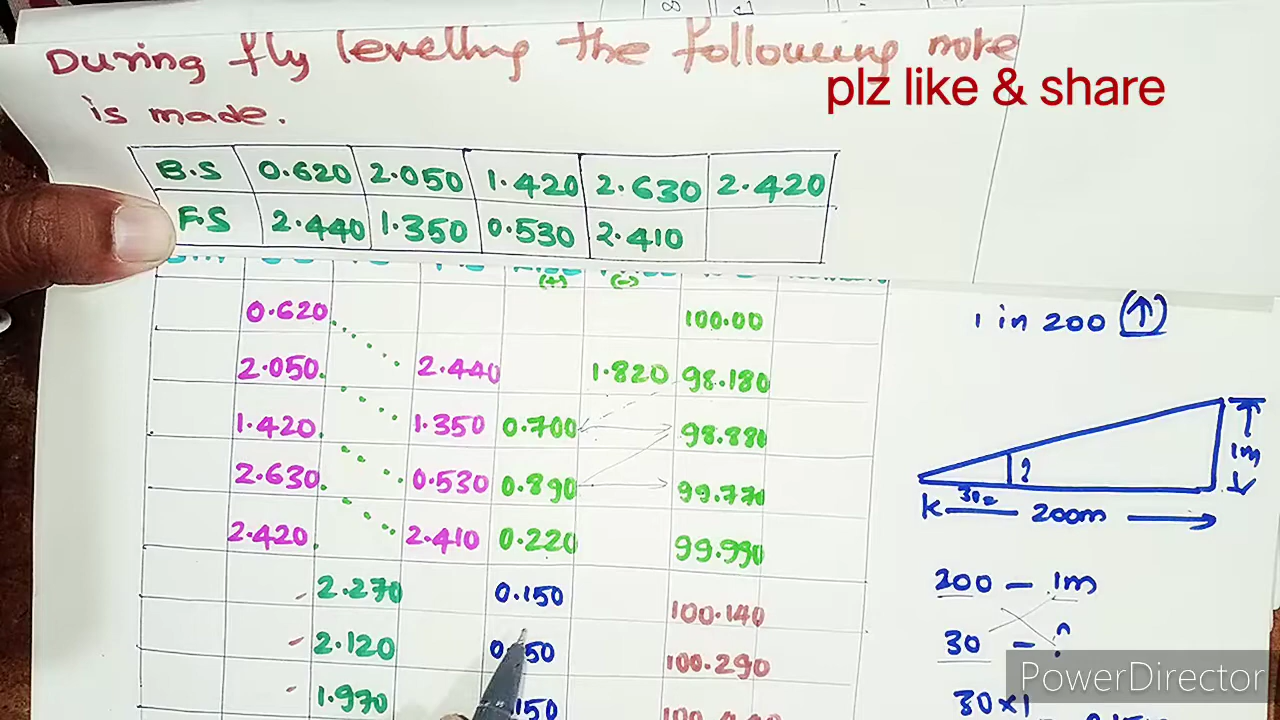 During fly levelling the following note
is made.
plz like & share
B.S 0.620 2.050 1.420 2.630 2.420
F.S 2.440 1.350 0.530 2.410
(+) (-)
0.620 100.00
2.050 2.440 1.820 98.180
1.420 1.350 0.700 98.880
2.630 0.530 0.890 99.770
2.420 2.410 0.220 99.990
2.270 0.150 100.140
2.120 100.290
1.970
1 in 200 (↑)
1m
?
200m
200 — 1m
30 — ?
30×1
PowerDirector